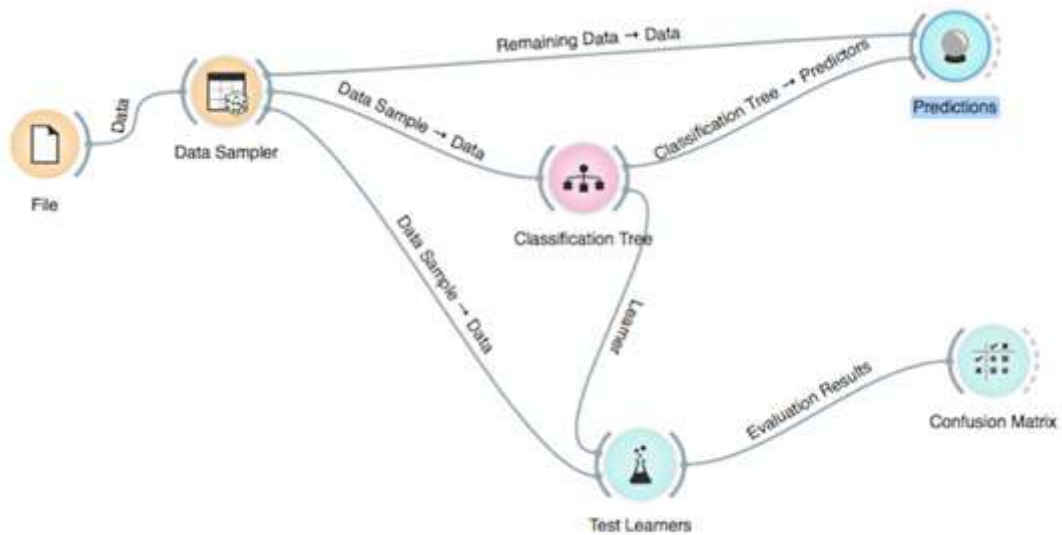 Remaining Data → Data
Data
Data Sample → Data
Classification Tree → Predictors
Predictions
Data Sampler
File
Classification Tree
Data Sample → Data
Learner
Evaluation Results
Confusion Matrix
Test Learners